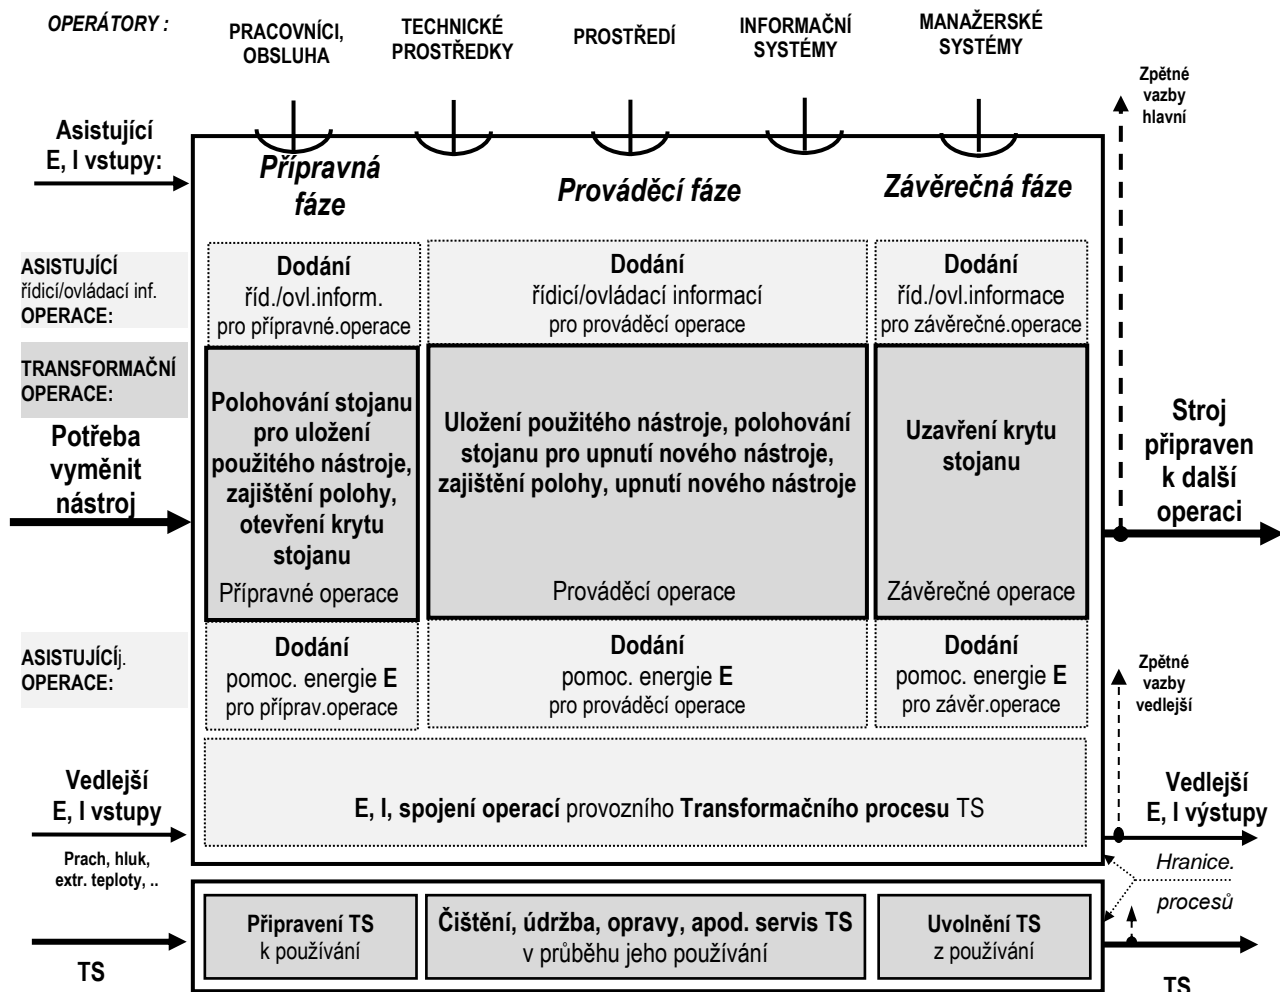 OPERÁTORY :
PRACOVNÍCI,
OBSLUHA
TECHNICKÉ
PROSTŘEDKY
PROSTŘEDÍ
INFORMAČNÍ
SYSTÉMY
MANAŽERSKÉ
SYSTÉMY
Zpětné
vazby
hlavní
Asistující
E, I vstupy:
Přípravná
fáze
Prováděcí fáze
Závěrečná fáze
ASISTUJÍCÍ
řídicí/ovládací inf.
OPERACE:
Dodání
říd./ovl.inform.
pro přípravné.operace
Dodání
řídicí/ovládací informací
pro prováděcí operace
Dodání
říd./ovl.informace
pro závěrečné.operace
TRANSFORMAČNÍ
OPERACE:
Potřeba
vyměnit
nástroj
Polohování stojanu
pro uložení
použitého nástroje,
zajištění polohy,
otevření krytu
stojanu
Přípravné operace
Uložení použitého nástroje, polohování
stojanu pro upnutí nového nástroje,
zajištění polohy, upnutí nového nástroje
Prováděcí operace
Uzavření krytu
stojanu
Závěrečné operace
Stroj
připraven
k další
operaci
ASISTUJÍCÍj.
OPERACE:
Dodání
pomoc. energie E
pro příprav.operace
Dodání
pomoc. energie E
pro prováděcí operace
Dodání
pomoc. energie E
pro závěr.operace
Zpětné
vazby
vedlejší
Vedlejší
E, I vstupy
Prach, hluk,
extr. teploty, ..
E, I, spojení operací provozního Transformačního procesu TS
Vedlejší
E, I výstupy
Hranice.
procesů
TS
Připravení TS
k používání
Čištění, údržba, opravy, apod. servis TS
v průběhu jeho používání
Uvolnění TS
z používání
TS